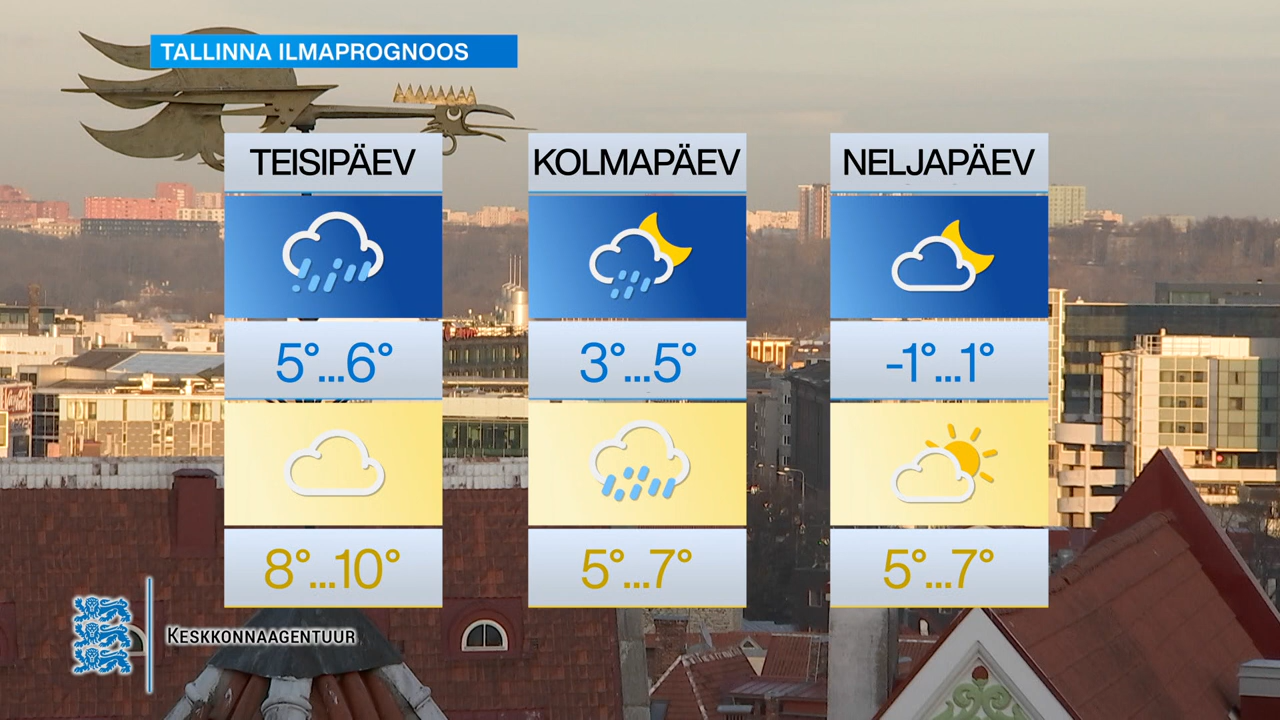 TALLINNA ILMAPROGNOOS
TEISIPÄEV
5°...6°
8°...10°
KOLMAPÄEV
3°...5°
5°...7°
NELJAPÄEV
-1°...1°
5°...7°
KESKKONNAAGENTUUR